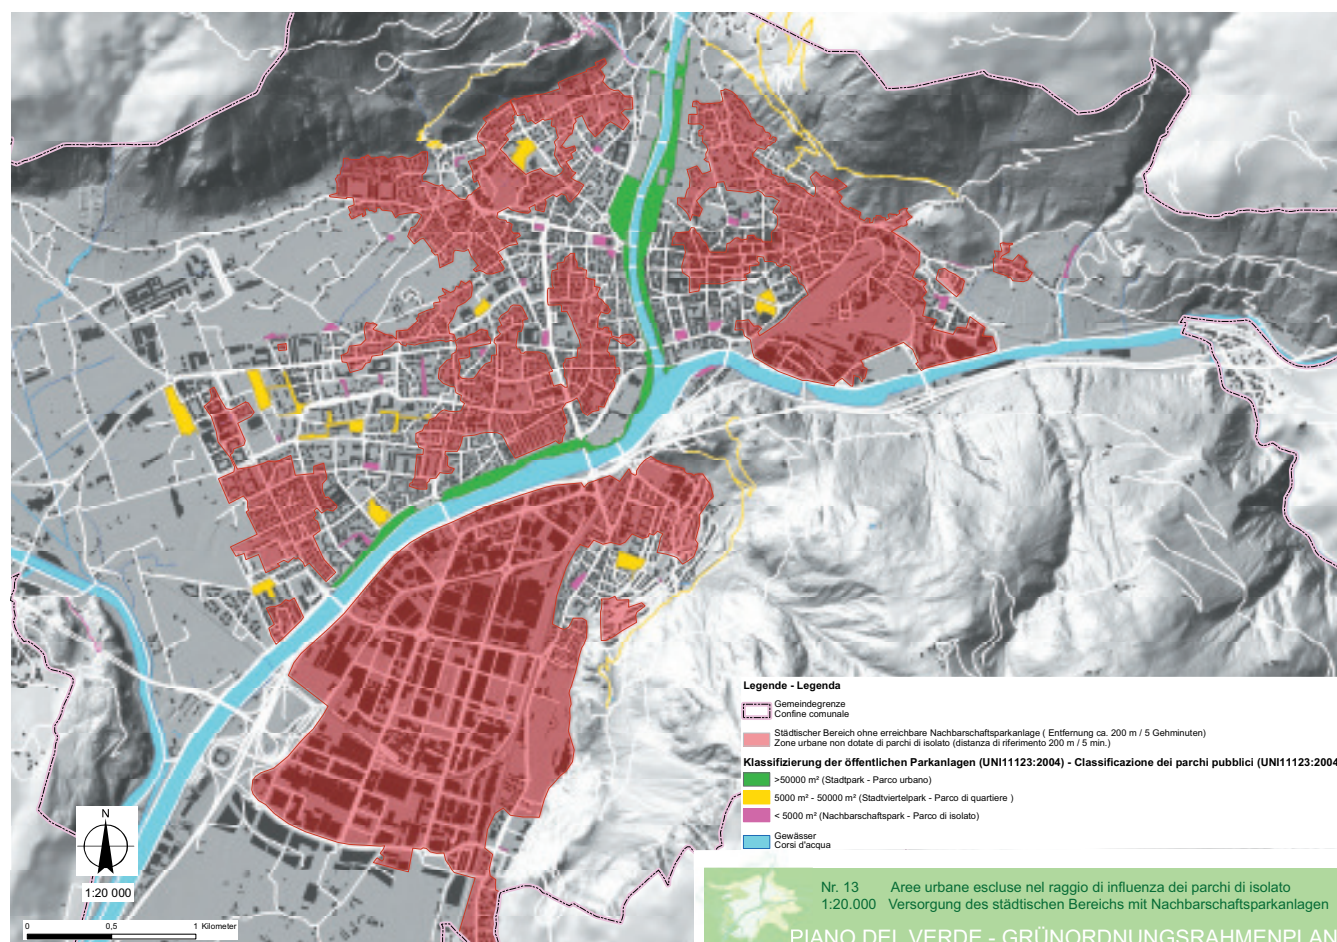 Legende - Legenda
Gemeindegrenze
Confine comunale
Städtischer Bereich ohne erreichbare Nachbarschaftsparkanlage ( Entfernung ca. 200 m / 5 Gehminuten)
Zone urbane non dotate di parchi di isolato (distanza di riferimento 200 m / 5 min.)
Klassifizierung der öffentlichen Parkanlagen (UNI11123:2004) - Classificazione dei parchi pubblici (UNI11123:2004
>50000 m² (Stadtpark - Parco urbano)
5000 m² - 50000 m² (Stadtviertelpark - Parco di quartiere )
< 5000 m² (Nachbarschaftspark - Parco di isolato)
Gewässer
Corsi d'acqua
N
1:20 000
0 0,5 1 Kilometer
Nr. 13 Aree urbane escluse nel raggio di influenza dei parchi di isolato
1:20.000 Versorgung des städtischen Bereichs mit Nachbarschaftsparkanlagen
PIANO DEL VERDE - GRÜNORDNUNGSRAHMENPLAN